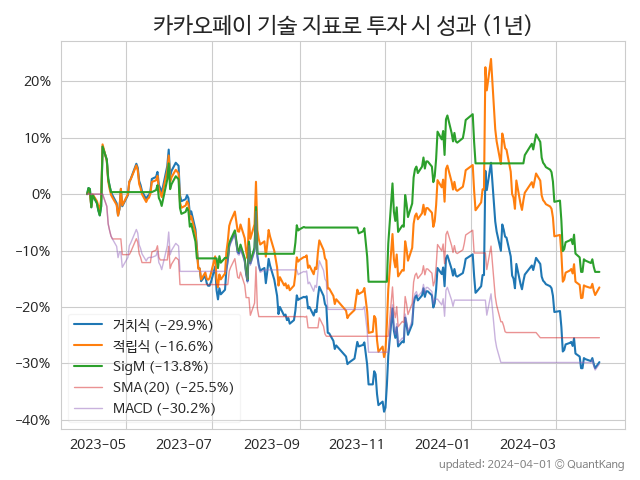 카카오페이 기술 지표로 투자 시 성과 (1년)
20%
10%
0%
−10%
−20%
−30%
−40%
거치식 (−29.9%)
적립식 (−16.6%)
SigM (−13.8%)
SMA(20) (−25.5%)
MACD (−30.2%)
2023-05
2023-07
2023-09
2023-11
2024-01
2024-03
updated: 2024-04-01 © QuantKang